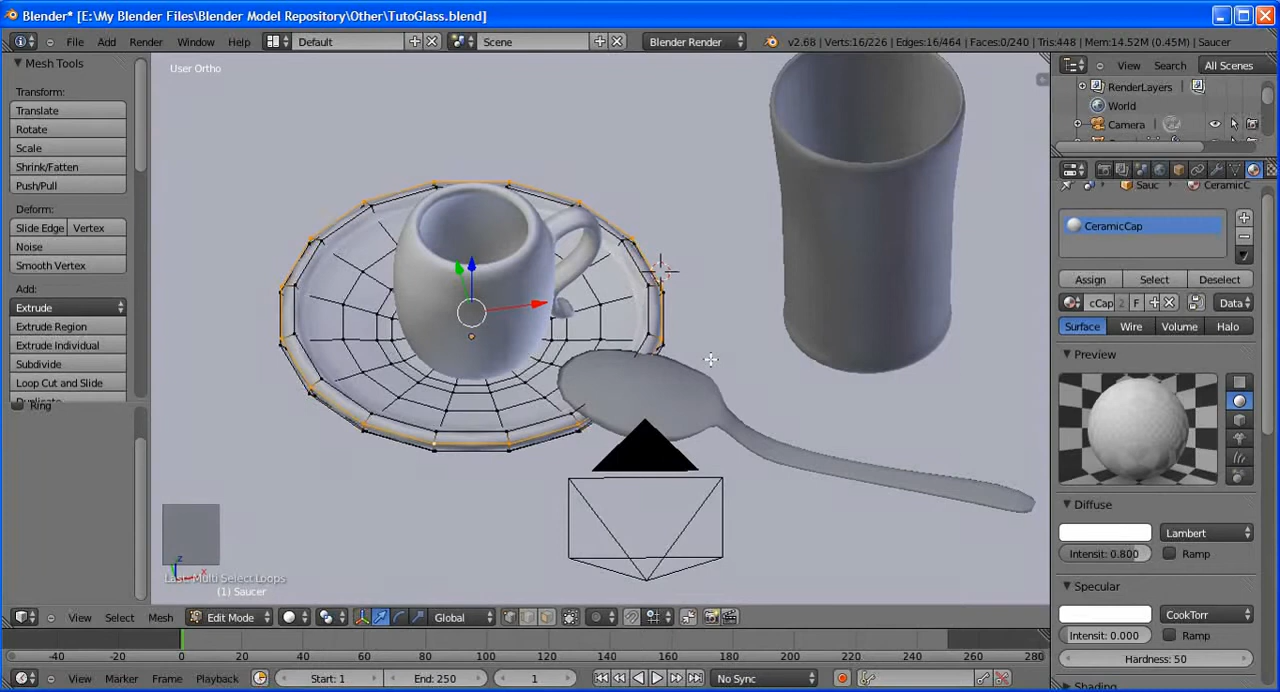 Blender* [E:\My Blender Files\Blender Model Repository\Other\TutoGlass.blend]
File Add Render Window Help Default Scene Blender Render v2.68 | Verts:16/226 | Edges:16/464 | Faces:0/240 | Tris:448 | Mem:14.52M (0.45M) | Saucer
Mesh Tools
Transform:
Translate
Rotate
Scale
Shrink/Fatten
Push/Pull
Deform:
Slide Edge Vertex
Noise
Smooth Vertex
Add:
Extrude
Extrude Region
Extrude Individual
Subdivide
Loop Cut and Slide
Ring
User Ortho
z
x
Last: Multi Select Loops
(1) Saucer
View Search All Scenes
RenderLayers
World
Camera
Sauc CeramicC
CeramicCap
Assign Select Deselect
cCap 2 F Data
Surface Wire Volume Halo
Preview
Diffuse
Lambert
Intensit: 0.800 Ramp
Specular
CookTorr
Intensit: 0.000 Ramp
Hardness: 50
View Select Mesh Edit Mode Global
-40 -20 0 20 40 60 80 100 120 140 160 180 200 220 240 260 280
View Marker Frame Playback Start: 1 End: 250 1 No Sync